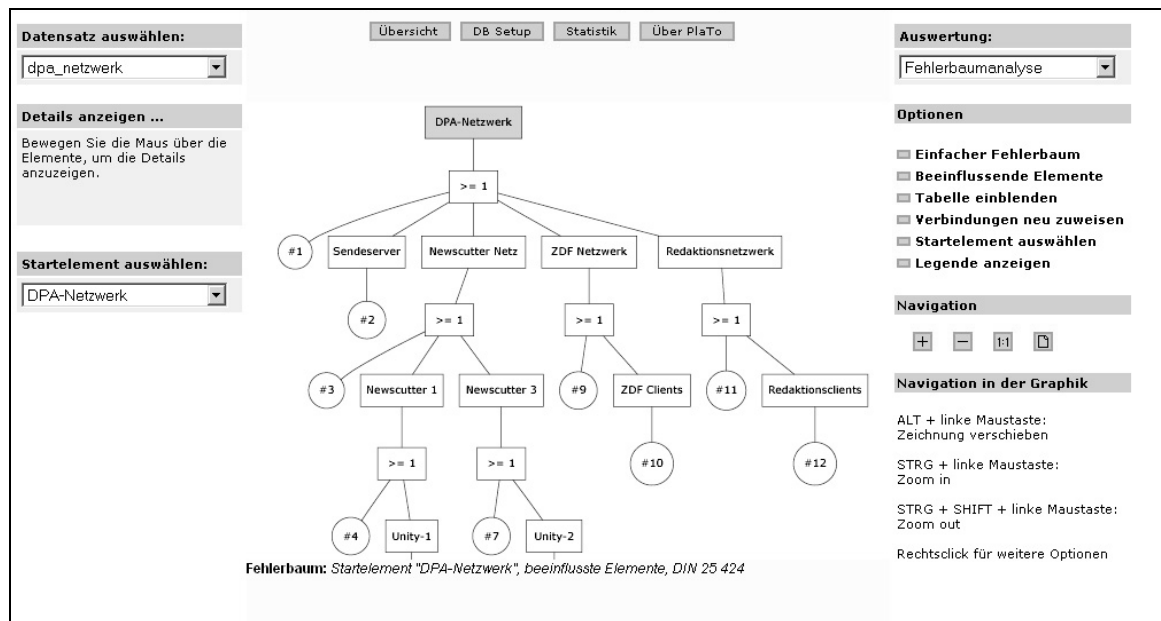 Datensatz auswählen:
dpa_netzwerk
Details anzeigen ...
Bewegen Sie die Maus über die
Elemente, um die Details
anzuzeigen.
Startelement auswählen:
DPA-Netzwerk
Übersicht DB Setup Statistik Über PlaTo
DPA-Netzwerk
>= 1
#1 Sendeserver Newscutter Netz ZDF Netzwerk Redaktionsnetzwerk
#2 >= 1 >= 1 >= 1
#3 Newscutter 1 Newscutter 3 #9 ZDF Clients #11 Redaktionsclients
>= 1 >= 1 #10 #12
#4 Unity-1 #7 Unity-2
Fehlerbaum: Startelement "DPA-Netzwerk", beeinflusste Elemente, DIN 25 424
Auswertung:
Fehlerbaumanalyse
Optionen
Einfacher Fehlerbaum
Beeinflussende Elemente
Tabelle einblenden
Verbindungen neu zuweisen
Startelement auswählen
Legende anzeigen
Navigation
+ − 1:1
Navigation in der Graphik
ALT + linke Maustaste:
Zeichnung verschieben
STRG + linke Maustaste:
Zoom in
STRG + SHIFT + linke Maustaste:
Zoom out
Rechtsclick für weitere Optionen